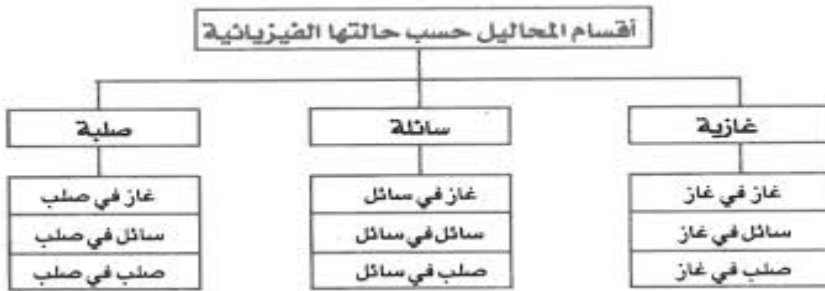 أقسام المحاليل حسب حالتها الفيزيائية
غازية
سائلة
صلبة
غاز في غاز
سائل في غاز
صلب في غاز
غاز في سائل
سائل في سائل
صلب في سائل
غاز في صلب
سائل في صلب
صلب في صلب